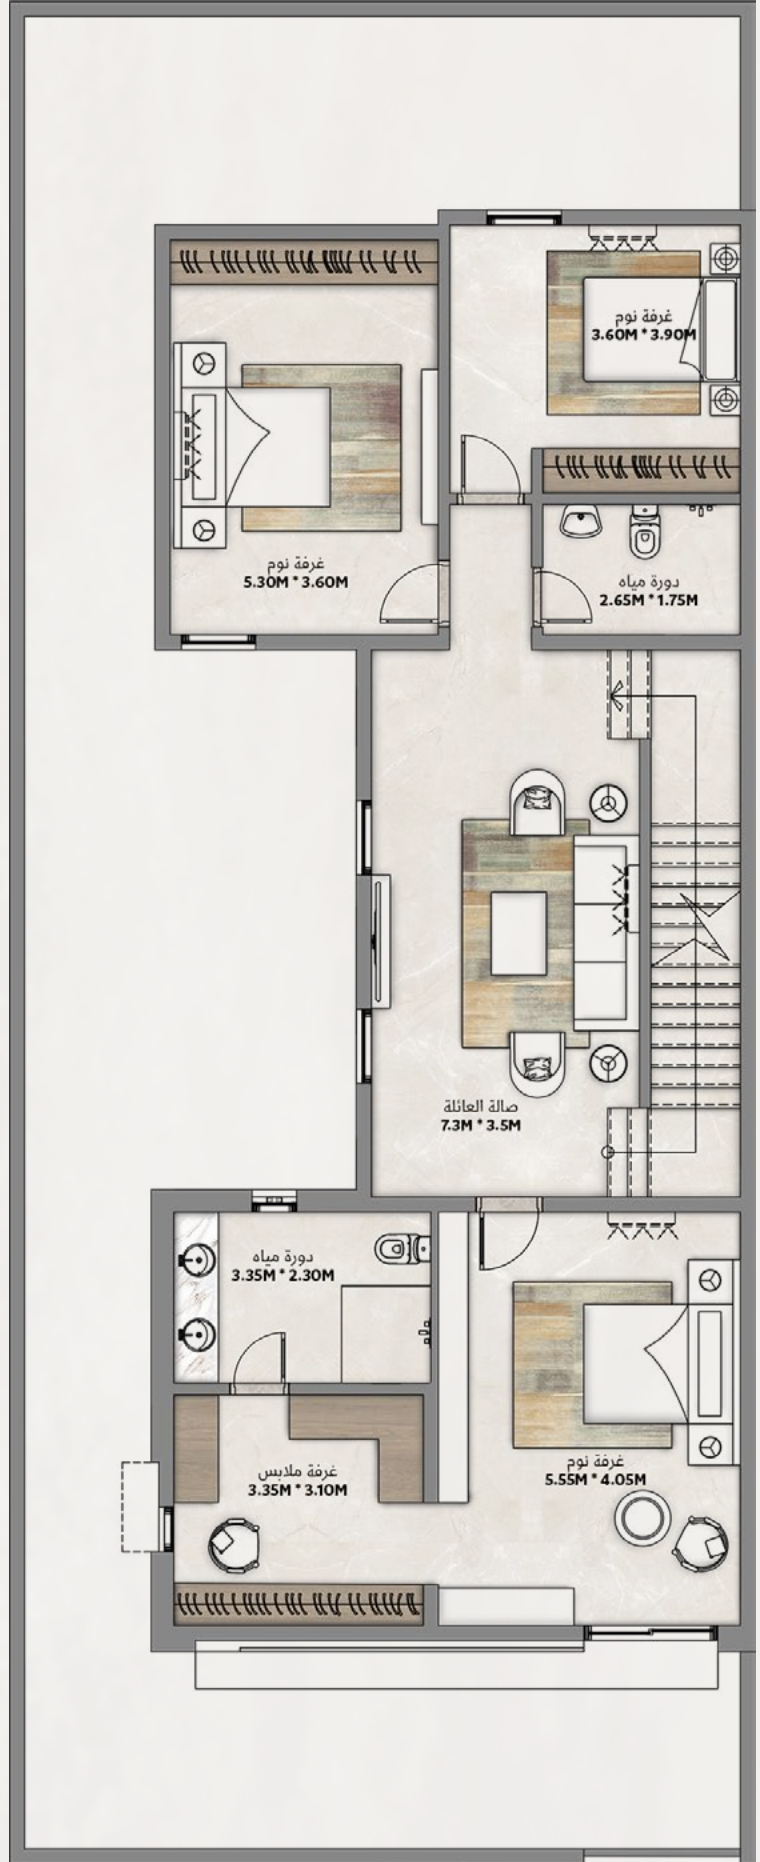 غرفة نوم
3.60M * 3.90M
غرفة نوم
5.30M * 3.60M
دورة مياه
2.65M * 1.75M
صالة العائلة
7.3M * 3.5M
دورة مياه
3.35M * 2.30M
غرفة نوم
5.55M * 4.05M
غرفة ملابس
3.35M * 3.10M